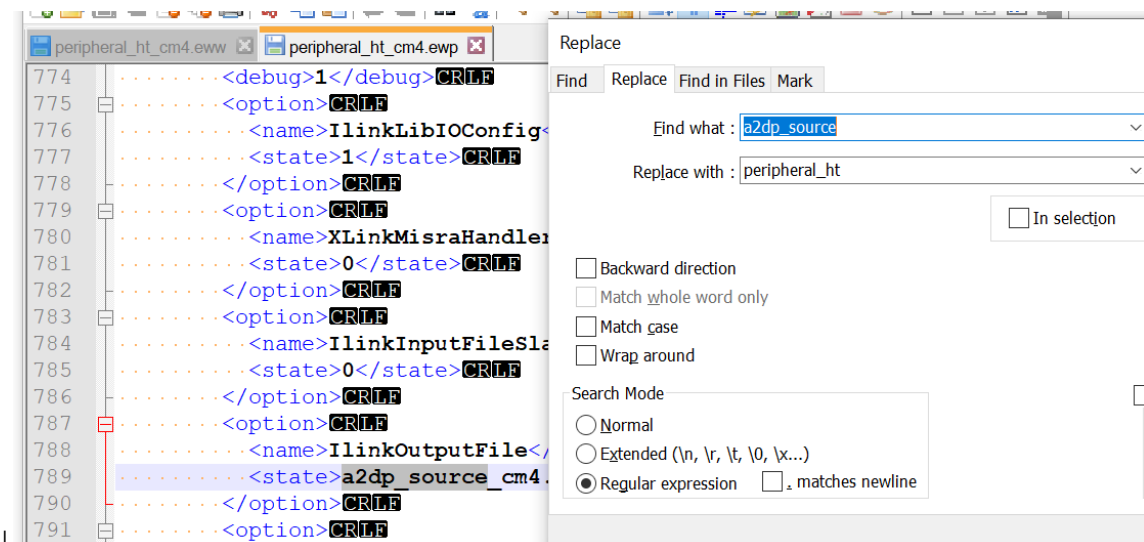 peripheral_ht_cm4.eww peripheral_ht_cm4.ewp
774 <debug>1</debug>CRLF
775 <option>CRLF
776 <name>IlinkLibIOConfig<
777 <state>1</state>CRLF
778 </option>CRLF
779 <option>CRLF
780 <name>XLinkMisraHandler
781 <state>0</state>CRLF
782 </option>CRLF
783 <option>CRLF
784 <name>IlinkInputFileSla
785 <state>0</state>CRLF
786 </option>CRLF
787 <option>CRLF
788 <name>IlinkOutputFile</
789 <state>a2dp_source_cm4.
790 </option>CRLF
791 <option>CRLF
Replace
Find Replace Find in Files Mark
Find what : a2dp_source
Replace with : peripheral_ht
In selection
Backward direction
Match whole word only
Match case
Wrap around
Search Mode
Normal
Extended (\n, \r, \t, \0, \x...)
Regular expression . matches newline